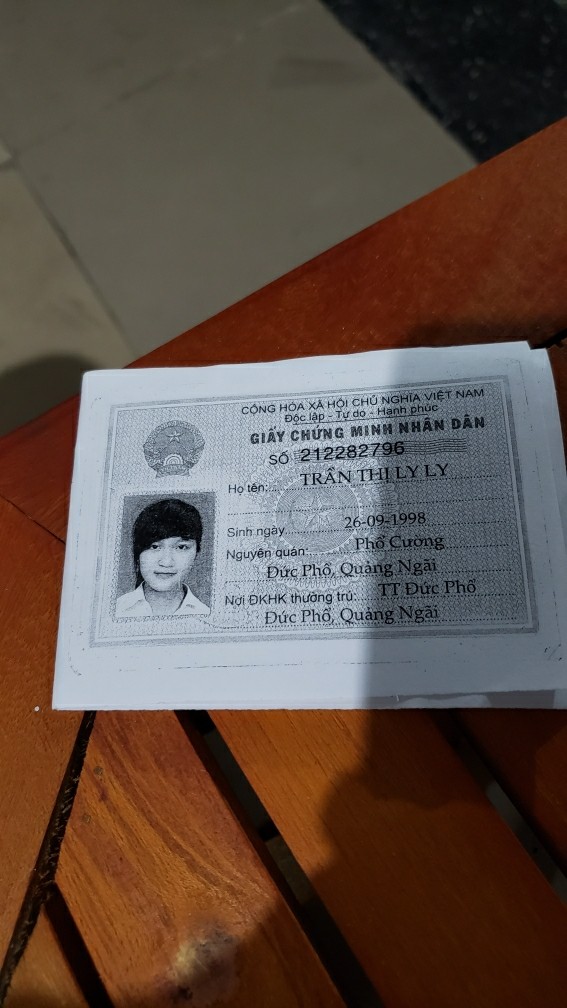 CỘNG HÒA XÃ HỘI CHỦ NGHĨA VIỆT NAM
Độc lập - Tự do - Hạnh phúc
GIẤY CHỨNG MINH NHÂN DÂN
SỐ 212282796
Họ tên: TRẦN THỊ LY LY
Sinh ngày 26-09-1998
Nguyên quán: Phổ Cường
Đức Phổ, Quảng Ngãi
Nơi ĐKHK thường trú: TT Đức Phổ
Đức Phổ, Quảng Ngãi